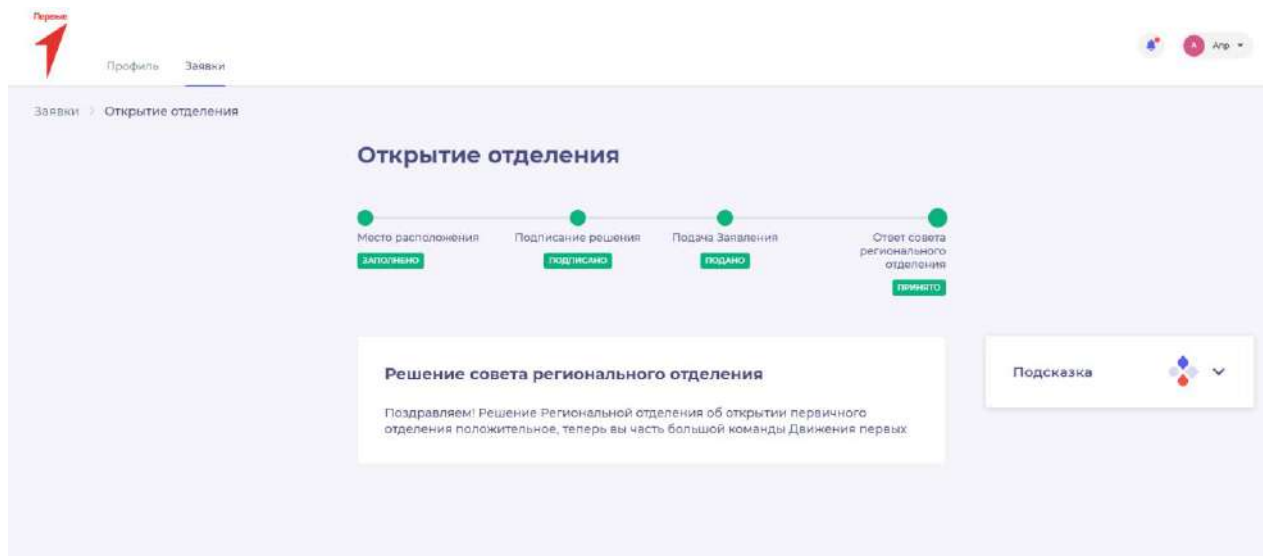 Первые
Профиль Заявки
А Апр
Заявки > Открытие отделения
Открытие отделения
Место расположения
ЗАПОЛНЕНО
Подписание решения
ПОДПИСАНО
Подача Заявления
ПОДАНО
Ответ совета
регионального
отделения
ПРИНЯТО
Решение совета регионального отделения
Поздравляем! Решение Региональной отделения об открытии первичного
отделения положительное, теперь вы часть большой команды Движения первых
Подсказка